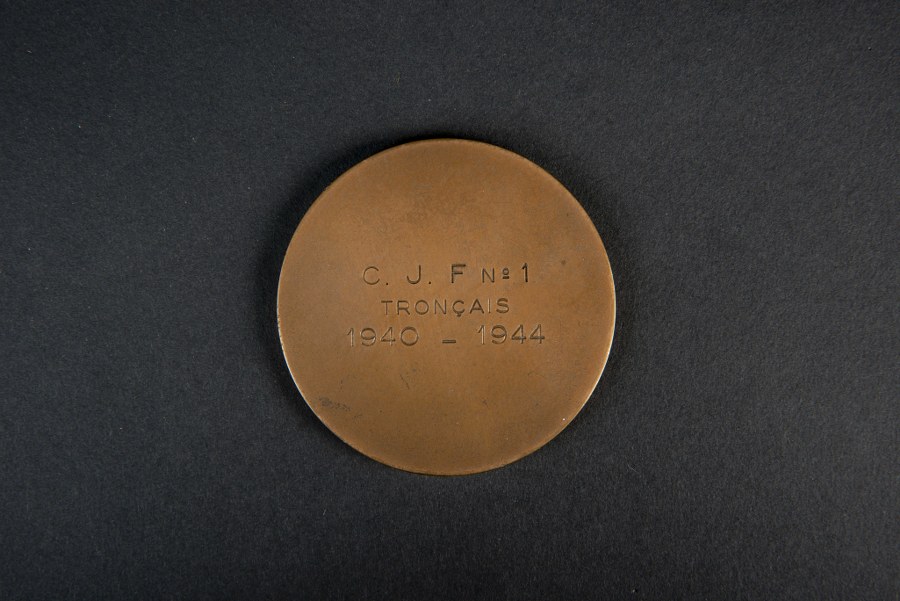 C. J. F Nº 1
TRONÇAIS
1940 - 1944